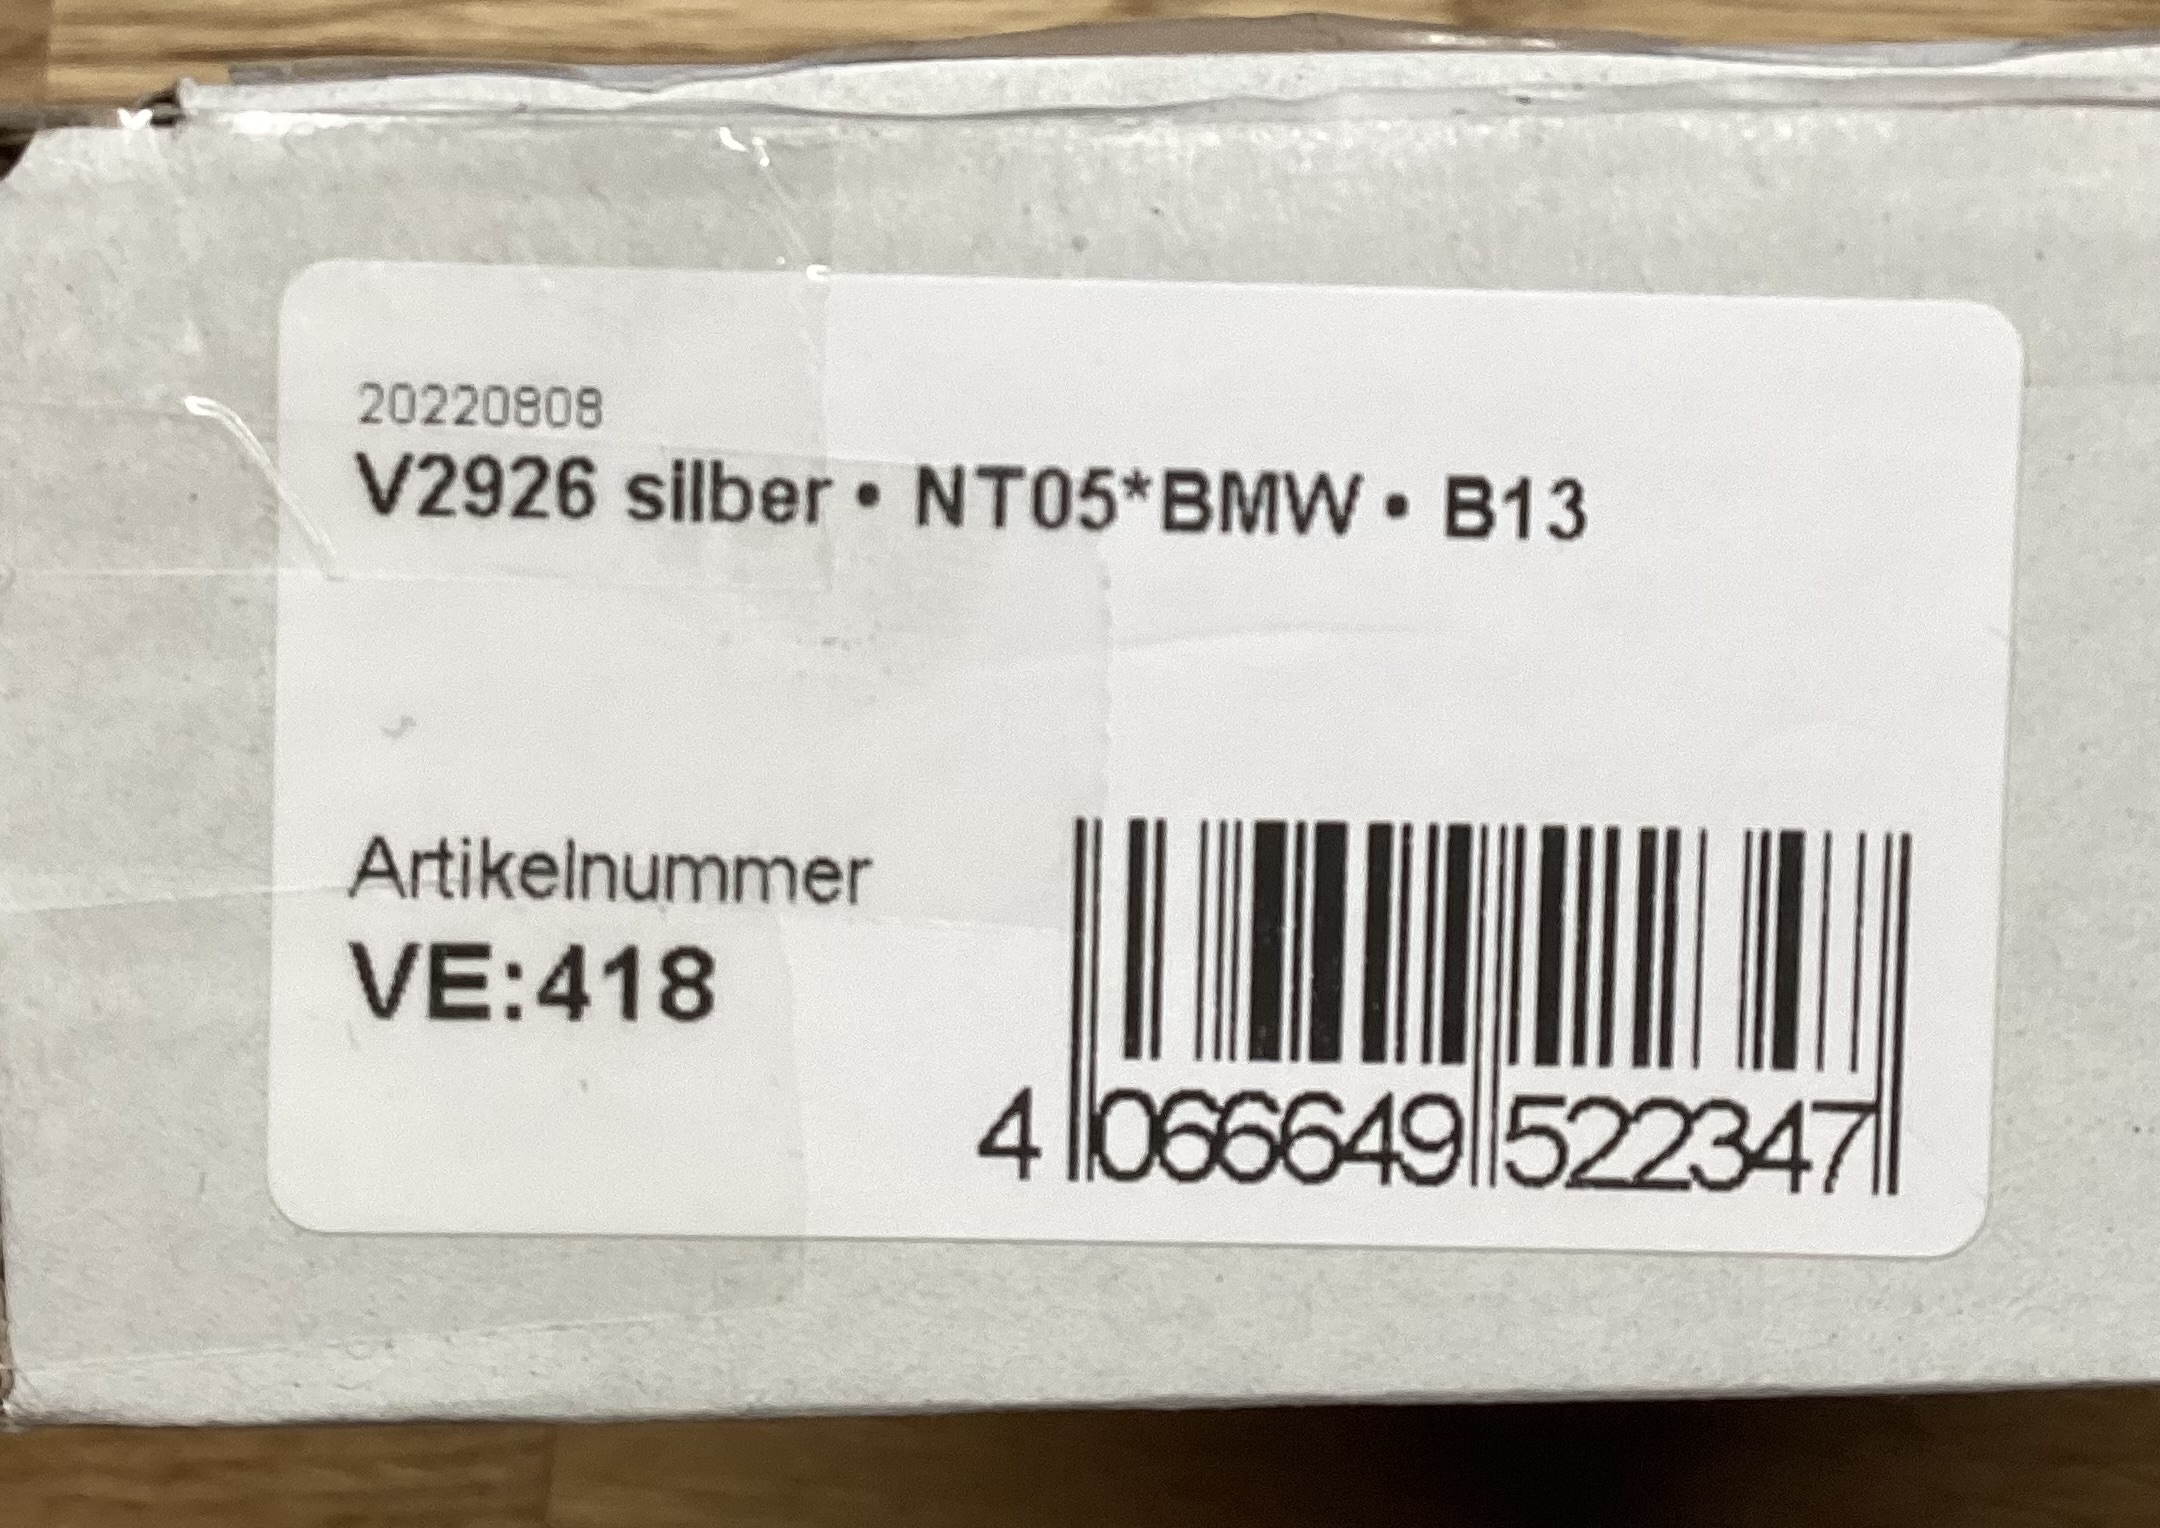 20220808
V2926 silber • NT05*BMW • B13
Artikelnummer
VE:418
4 066649 522347